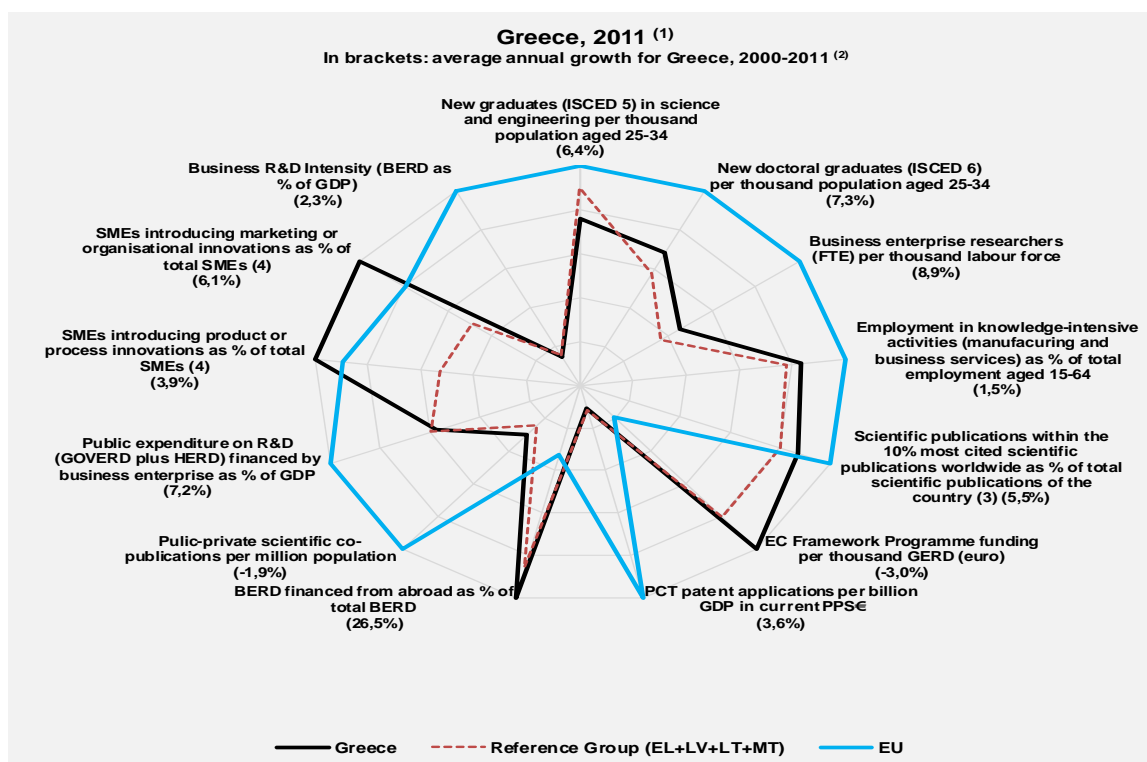 Greece, 2011 (1)
In brackets: average annual growth for Greece, 2000-2011 (2)
New graduates (ISCED 5) in science
and engineering per thousand
population aged 25-34
(6,4%)
New doctoral graduates (ISCED 6)
per thousand population aged 25-34
(7,3%)
Business enterprise researchers
(FTE) per thousand labour force
(8,9%)
Employment in knowledge-intensive
activities (manufacuring and
business services) as % of total
employment aged 15-64
(1,5%)
Scientific publications within the
10% most cited scientific
publications worldwide as % of total
scientific publications of the
country (3) (5,5%)
EC Framework Programme funding
per thousand GERD (euro)
(-3,0%)
PCT patent applications per billion
GDP in current PPS€
(3,6%)
BERD financed from abroad as % of
total BERD
(26,5%)
Pulic-private scientific co-
publications per million population
(-1,9%)
Public expenditure on R&D
(GOVERD plus HERD) financed by
business enterprise as % of GDP
(7,2%)
SMEs introducing product or
process innovations as % of total
SMEs (4)
(3,9%)
SMEs introducing marketing or
organisational innovations as % of
total SMEs (4)
(6,1%)
Business R&D Intensity (BERD as
% of GDP)
(2,3%)
Greece
Reference Group (EL+LV+LT+MT)
EU